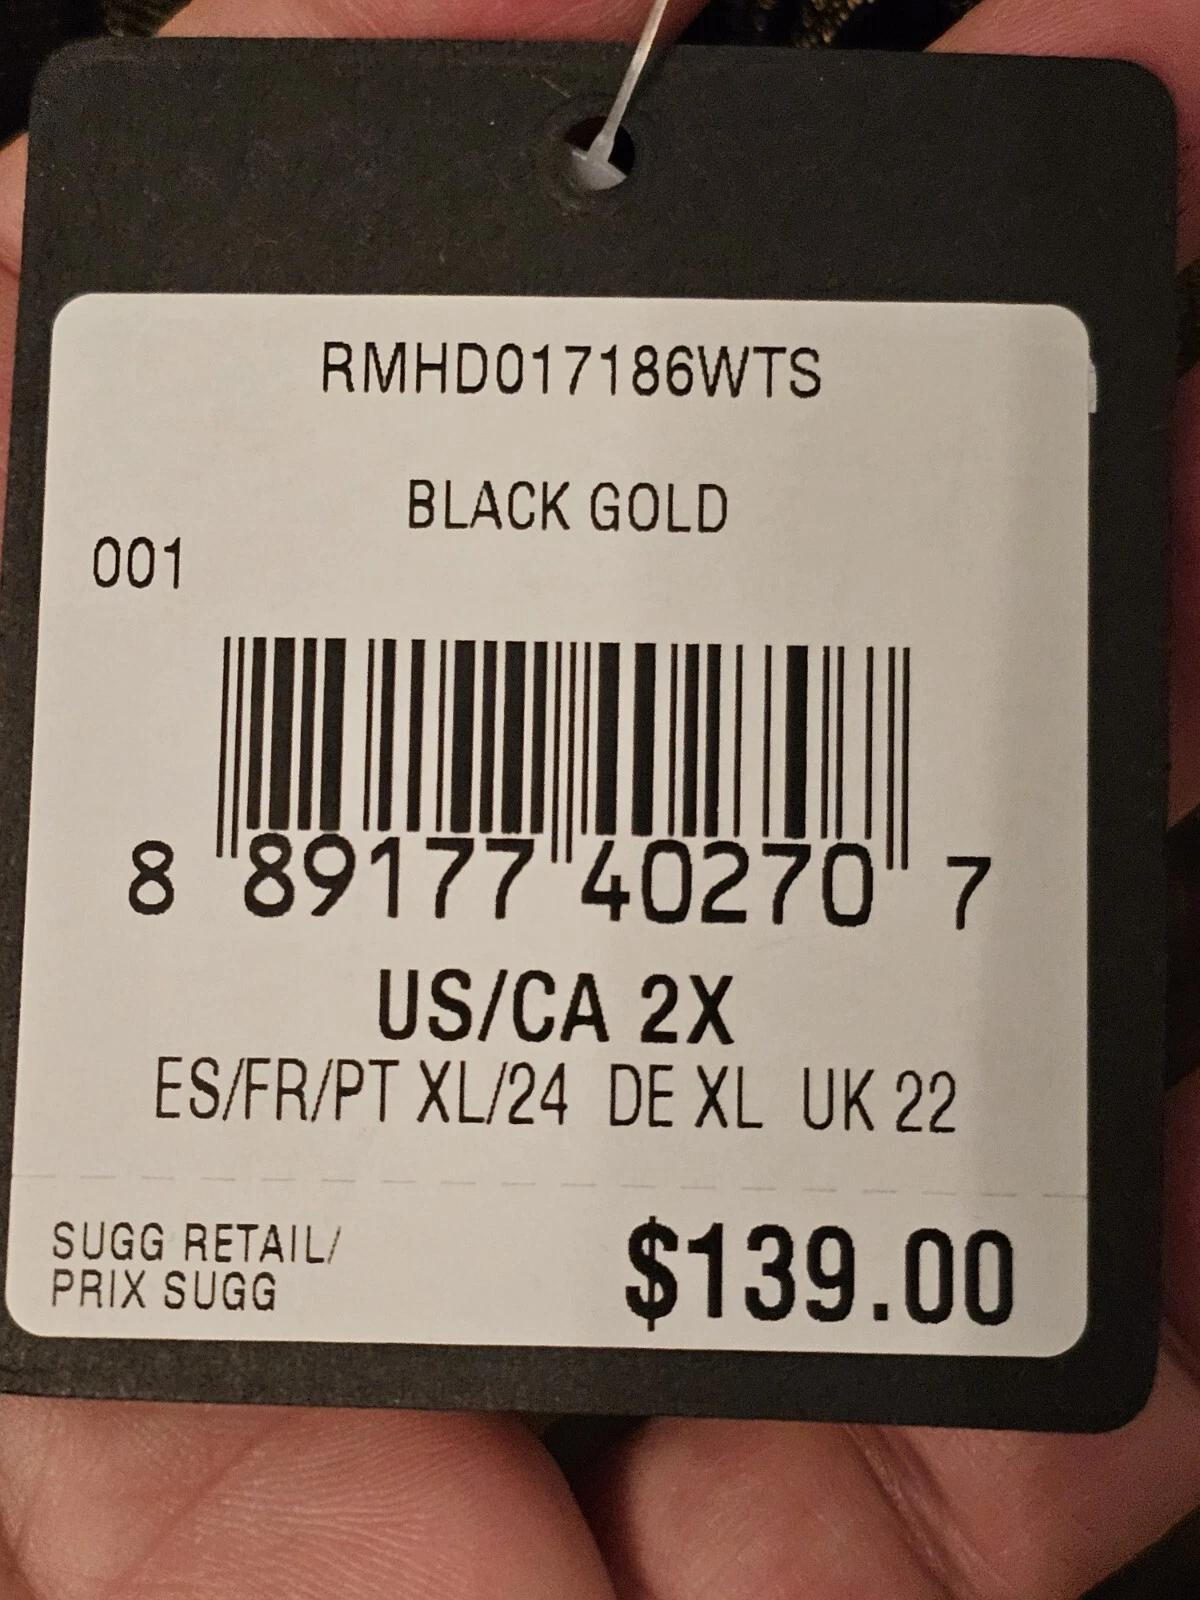 RMHD017186WTS
BLACK GOLD
001
8 89177 40270 7
US/CA 2X
ES/FR/PT XL/24 DE XL UK 22
SUGG RETAIL/
PRIX SUGG
$139.00